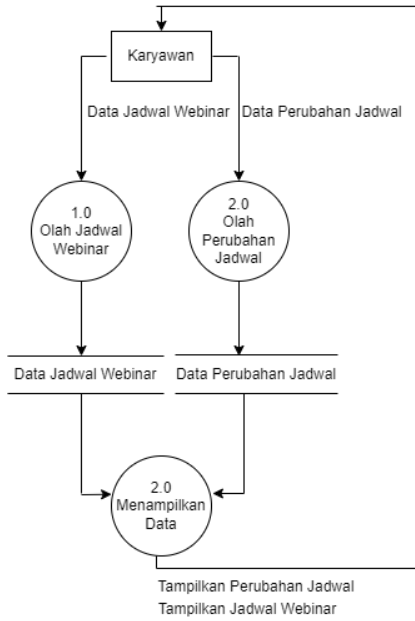 Karyawan
Data Jadwal Webinar
Data Perubahan Jadwal
1.0
Olah Jadwal
Webinar
2.0
Olah
Perubahan
Jadwal
Data Jadwal Webinar
Data Perubahan Jadwal
2.0
Menampilkan
Data
Tampilkan Perubahan Jadwal
Tampilkan Jadwal Webinar